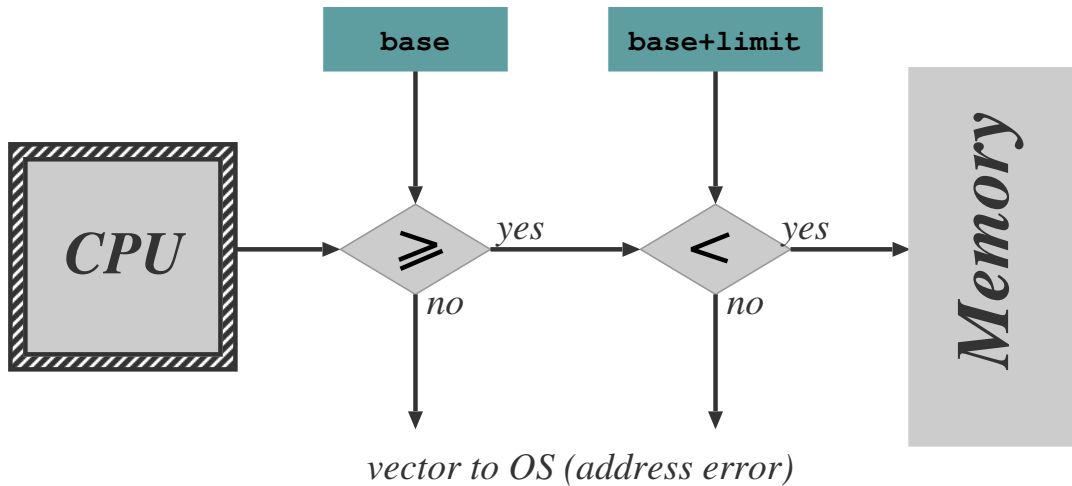 base
base+limit
CPU
⩾
yes
<
yes
Memory
no
no
vector to OS (address error)